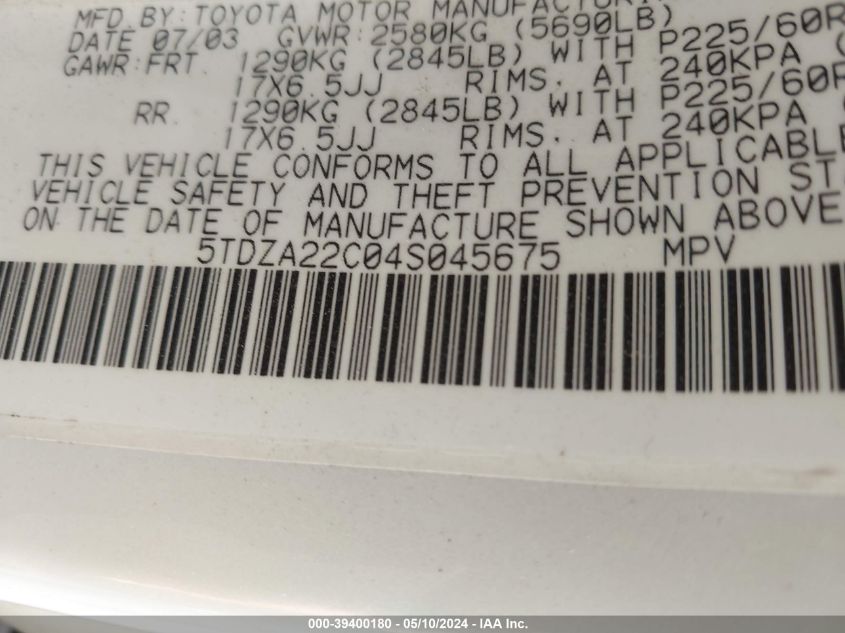 MFD. BY: TOYOTA MOTOR
DATE 07/03 GVWR: 2580KG (5690LB)
GAWR: FRT. 1290KG (2845LB) WITH P225/60R
17X6.5JJ RIMS, AT 240KPA (
RR. 1290KG (2845LB) WITH P225/60R
17X6.5JJ RIMS, AT 240KPA (
THIS VEHICLE CONFORMS TO ALL APPLICABLE
VEHICLE SAFETY AND THEFT PREVENTION
ON THE DATE OF MANUFACTURE SHOWN ABOVE
5TDZA22C04S045675 MPV
000-39400180 - 05/10/2024 - IAA Inc.